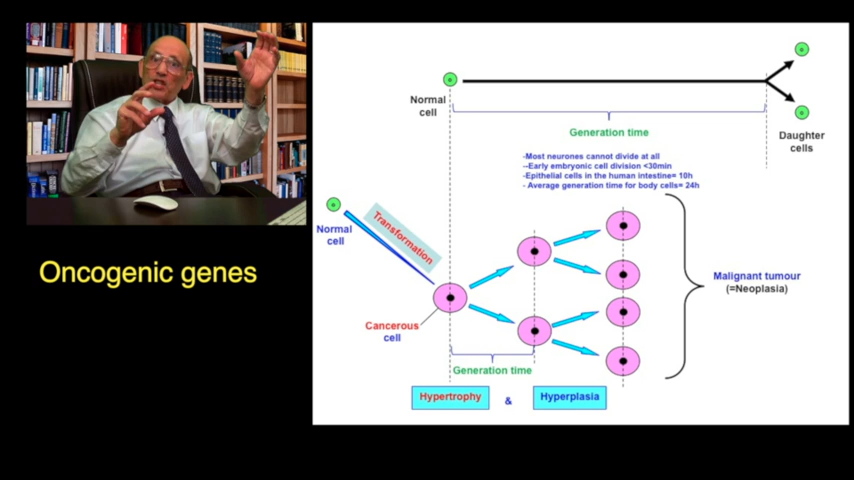 Oncogenic genes
Normal
cell
Generation time
Daughter
cells
-Most neurones cannot divide at all
--Early embryonic cell division <30min
-Epithelial cells in the human intestine= 10h
- Average generation time for body cells= 24h
Normal
cell
Transformation
Malignant tumour
(=Neoplasia)
Cancerous
cell
Generation time
Hypertrophy & Hyperplasia